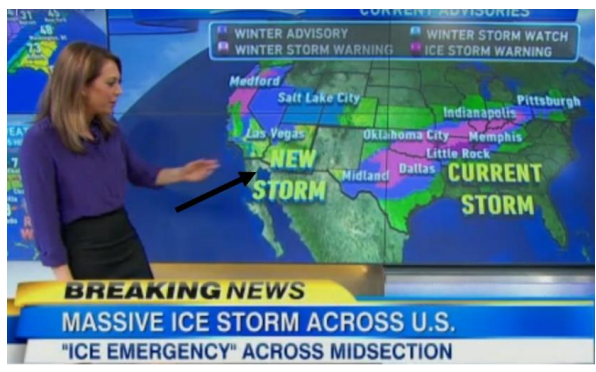 CURRENT ADVISORIES
WINTER ADVISORY
WINTER STORM WATCH
WINTER STORM WARNING
ICE STORM WARNING
Medford
Salt Lake City
Pittsburgh
Indianapolis
Las Vegas
Oklahoma City
Memphis
Little Rock
NEW
STORM
Midland
Dallas
CURRENT
STORM
BREAKING NEWS
MASSIVE ICE STORM ACROSS U.S.
"ICE EMERGENCY" ACROSS MIDSECTION